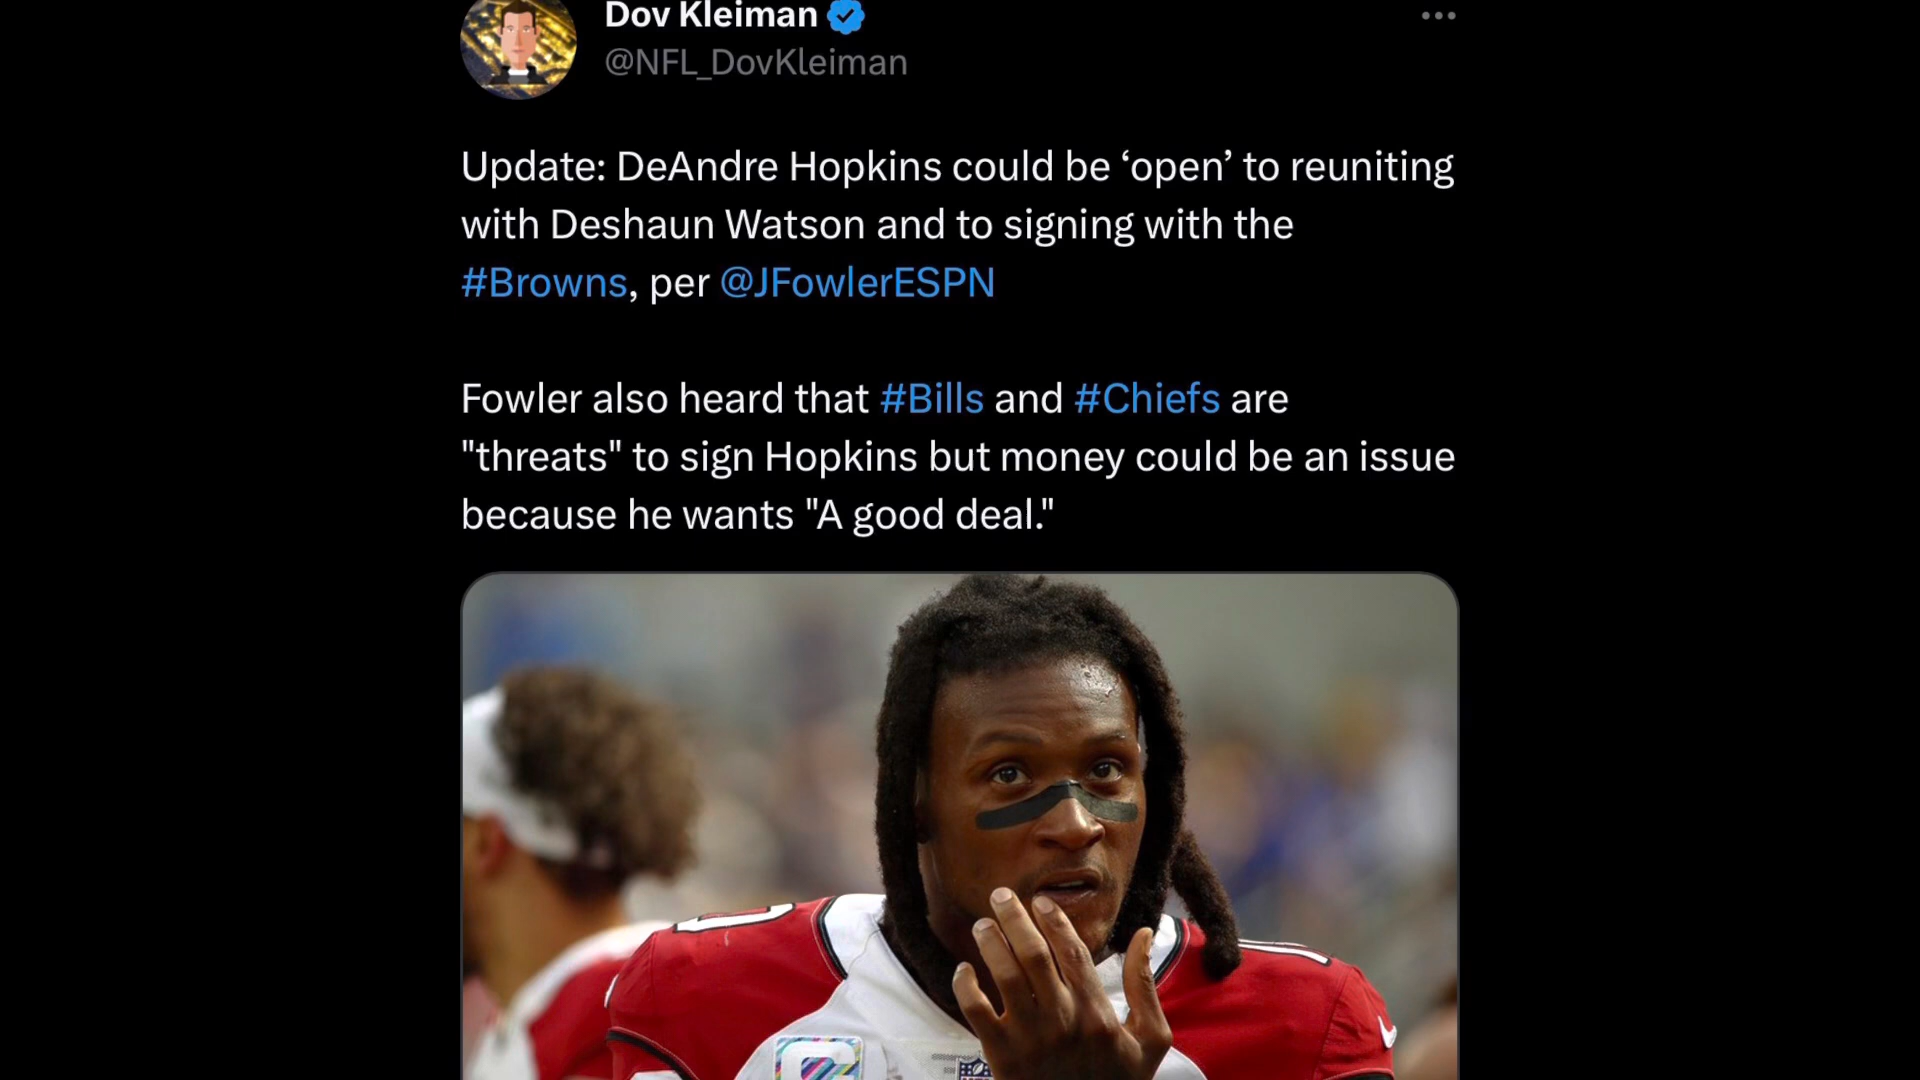 Dov Kleiman
@NFL_DovKleiman
Update: DeAndre Hopkins could be ‘open’ to reuniting
with Deshaun Watson and to signing with the
#Browns, per @JFowlerESPN
Fowler also heard that #Bills and #Chiefs are
"threats" to sign Hopkins but money could be an issue
because he wants "A good deal."
C